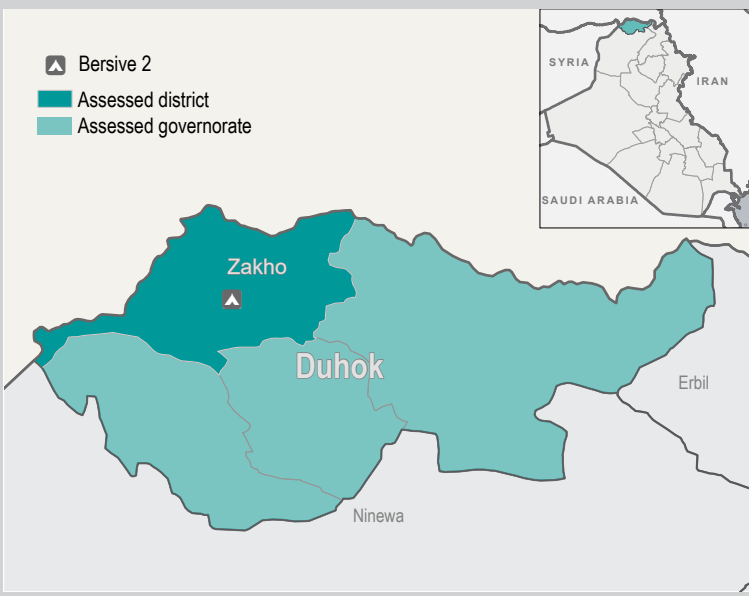 Bersive 2
Assessed district
Assessed governorate
SYRIA
IRAN
SAUDI ARABIA
Zakho
Duhok
Erbil
Ninewa